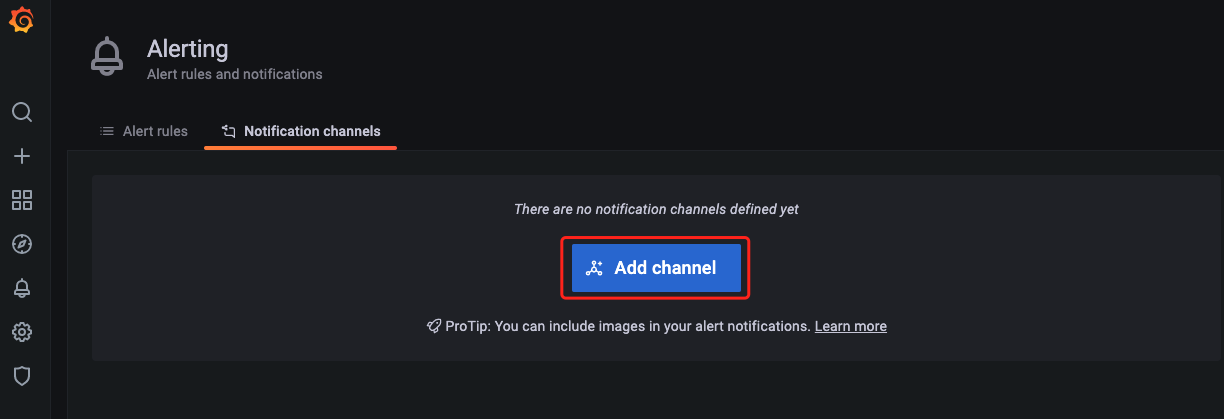 Alerting
Alert rules and notifications
Alert rules
Notification channels
There are no notification channels defined yet
Add channel
ProTip: You can include images in your alert notifications. Learn more